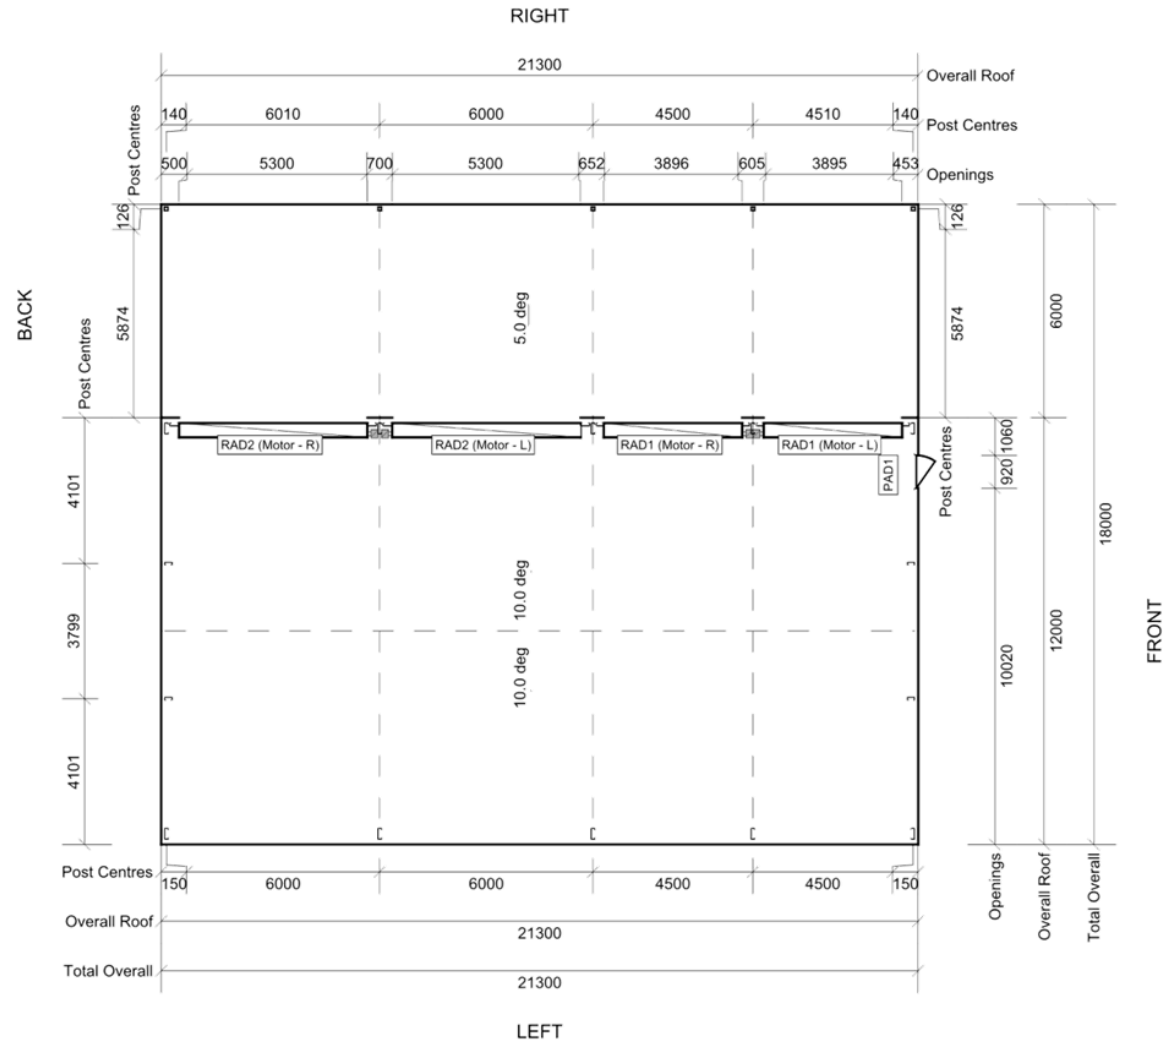 RIGHT
21300
Overall Roof
140 6010 6000 4500 4510 140
Post Centres
500 5300 700 5300 652 3896 605 3895 453
Openings
Post Centres
126
5874
BACK
Post Centres
5.0 deg
126
5874
6000
RAD2 (Motor - R)
RAD2 (Motor - L)
RAD1 (Motor - R)
RAD1 (Motor - L)
PAD1
Post Centres
1060
920
10020
12000
18000
FRONT
4101
3799
4101
10.0 deg
10.0 deg
Post Centres
150 6000 6000 4500 4500 150
Openings
Overall Roof
Total Overall
Overall Roof
21300
Total Overall
21300
LEFT